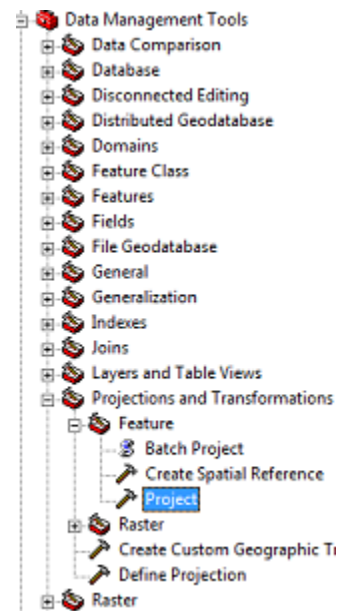 Data Management Tools
Data Comparison
Database
Disconnected Editing
Distributed Geodatabase
Domains
Feature Class
Features
Fields
File Geodatabase
General
Generalization
Indexes
Joins
Layers and Table Views
Projections and Transformations
Feature
Batch Project
Create Spatial Reference
Project
Raster
Create Custom Geographic
Define Projection
Raster